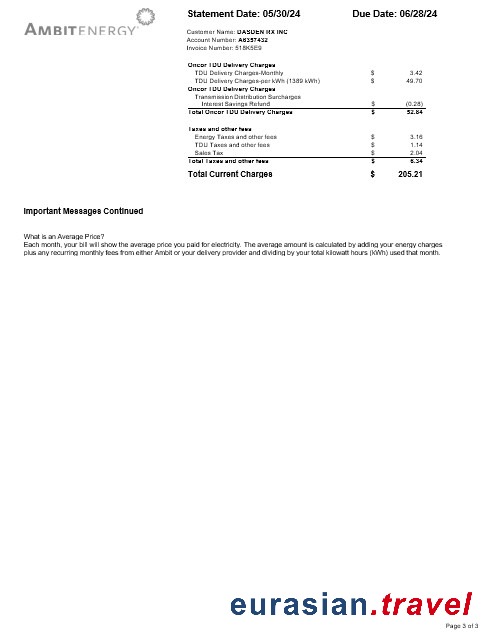 AMBITENERGY
Statement Date: 05/30/24 Due Date: 06/28/24
Customer Name: DASDEN RX INC
Account Number: A6357432
Invoice Number: 518K5E9
Oncor TDU Delivery Charges
TDU Delivery Charges-Monthly $ 3.42
TDU Delivery Charges-per kWh (1389 kWh) $ 49.70
Oncor TDU Delivery Charges
Transmission Distribution Surcharges
Interest Savings Refund $ (0.28)
Total Oncor TDU Delivery Charges $ 52.84
Taxes and other fees
Energy Taxes and other fees $ 3.16
TDU Taxes and other fees $ 1.14
Sales Tax $ 2.04
Total Taxes and other fees $ 6.34
Total Current Charges $ 205.21
Important Messages Continued
What is an Average Price?
Each month, your bill will show the average price you paid for electricity. The average amount is calculated by adding your energy charges
plus any recurring monthly fees from either Ambit or your delivery provider and dividing by your total kilowatt hours (kWh) used that month.
eurasian.travel
Page 3 of 3